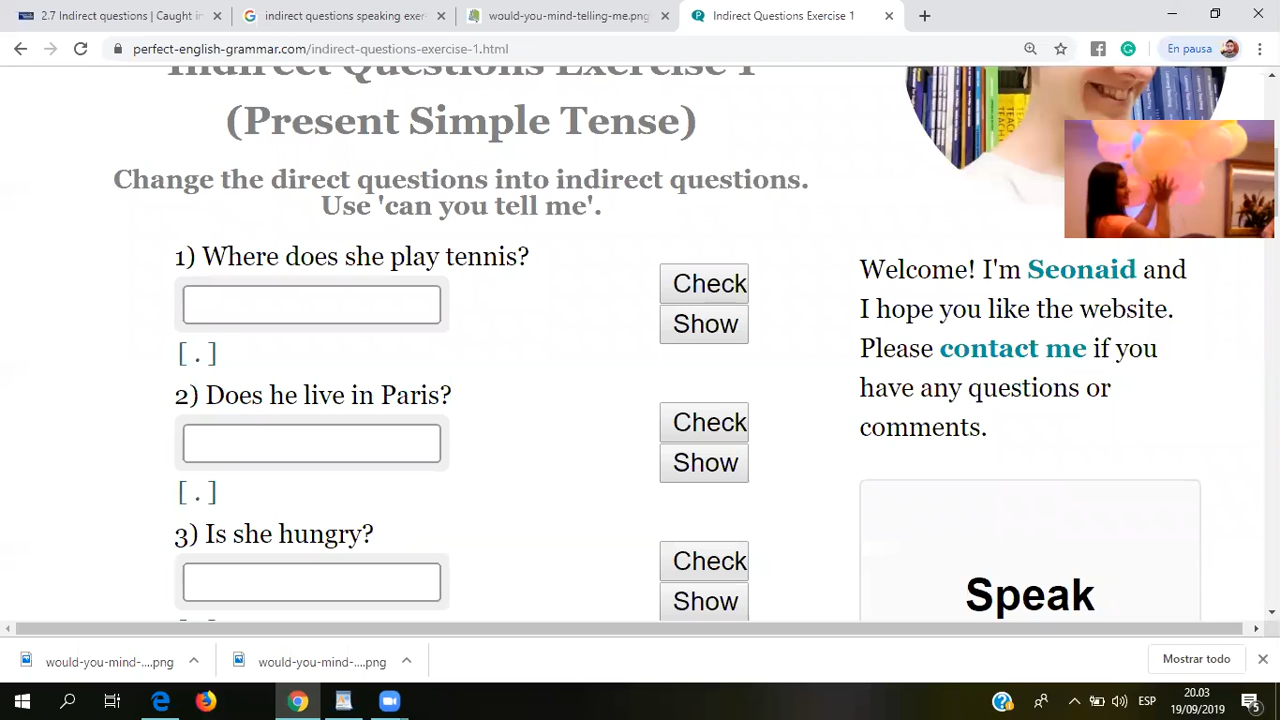 2.7 Indirect questions | Caught in
indirect questions speaking exer
would-you-mind-telling-me.png
Indirect Questions Exercise 1
perfect-english-grammar.com/indirect-questions-exercise-1.html
En pausa
Indirect Questions Exercise 1
(Present Simple Tense)
Change the direct questions into indirect questions.
Use 'can you tell me'.
1) Where does she play tennis?
Check
Show
[ . ]
2) Does he live in Paris?
Check
Show
[ . ]
3) Is she hungry?
Check
Show
Welcome! I'm Seonaid and
I hope you like the website.
Please contact me if you
have any questions or
comments.
Speak
would-you-mind-....png
would-you-mind-....png
Mostrar todo
ESP
20.03
19/09/2019
5